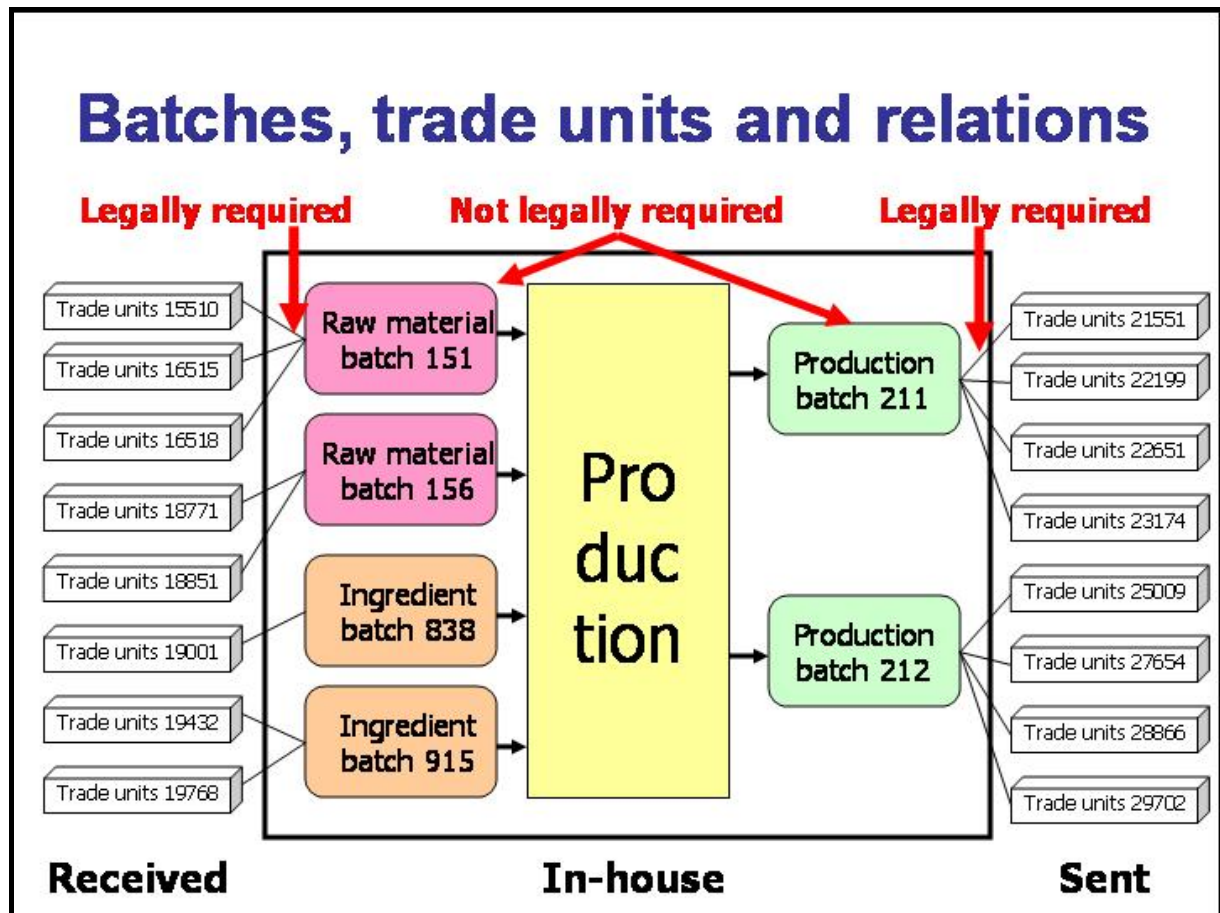 Batches, trade units and relations
Legally required
Not legally required
Legally required
Trade units 15510
Trade units 16515
Trade units 16518
Trade units 18771
Trade units 18851
Trade units 19001
Trade units 19432
Trade units 19768
Raw material
batch 151
Raw material
batch 156
Ingredient
batch 838
Ingredient
batch 915
Pro
duc
tion
Production
batch 211
Production
batch 212
Trade units 21551
Trade units 22199
Trade units 22651
Trade units 23174
Trade units 25009
Trade units 27654
Trade units 28866
Trade units 29702
Received
In-house
Sent